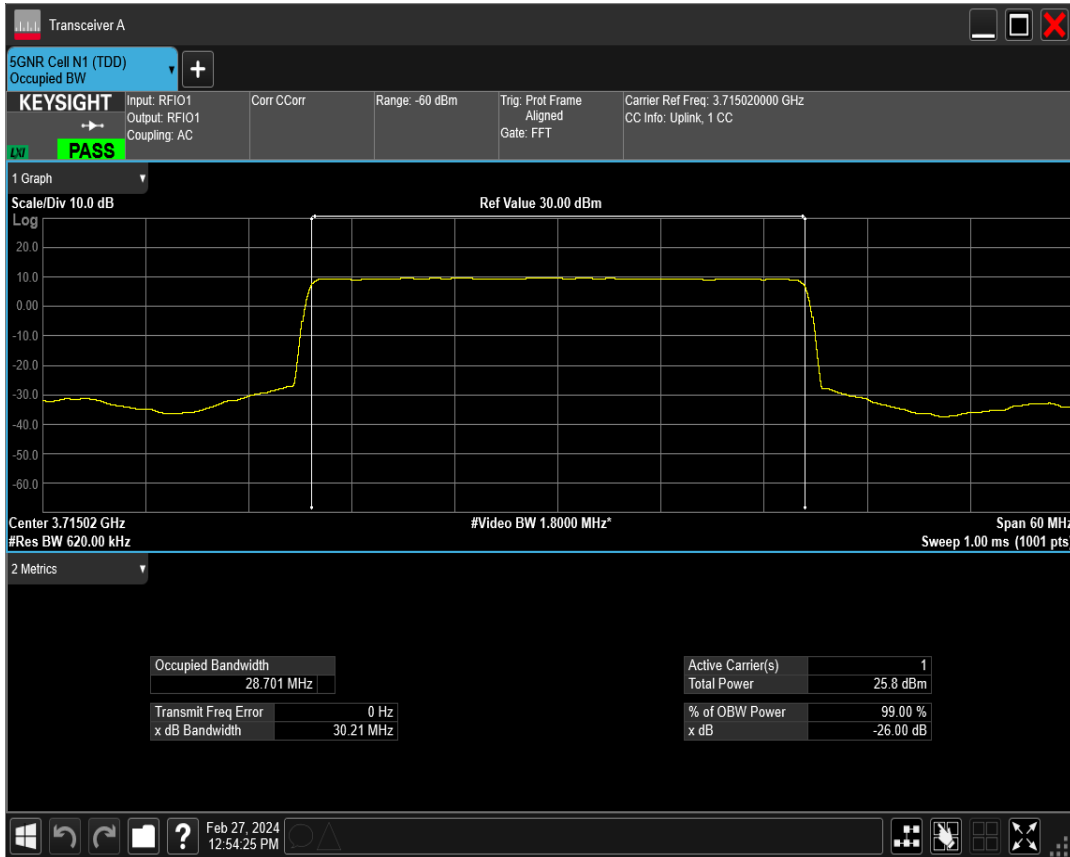 Transceiver A
5GNR Cell N1 (TDD)
Occupied BW
+
KEYSIGHT
LXI
PASS
Input: RFIO1
Output: RFIO1
Coupling: AC
Corr CCorr
Range: -60 dBm
Trig: Prot Frame
Aligned
Gate: FFT
Carrier Ref Freq: 3.715020000 GHz
CC Info: Uplink, 1 CC
1 Graph
Scale/Div 10.0 dB
Ref Value 30.00 dBm
Log
20.0
10.0
0.00
-10.0
-20.0
-30.0
-40.0
-50.0
-60.0
Center 3.71502 GHz
#Video BW 1.8000 MHz*
Span 60 MHz
#Res BW 620.00 kHz
Sweep 1.00 ms (1001 pts)
2 Metrics
Occupied Bandwidth
28.701 MHz
Transmit Freq Error 0 Hz
x dB Bandwidth 30.21 MHz
Active Carrier(s) 1
Total Power 25.8 dBm
% of OBW Power 99.00 %
x dB -26.00 dB
?
Feb 27, 2024
12:54:25 PM